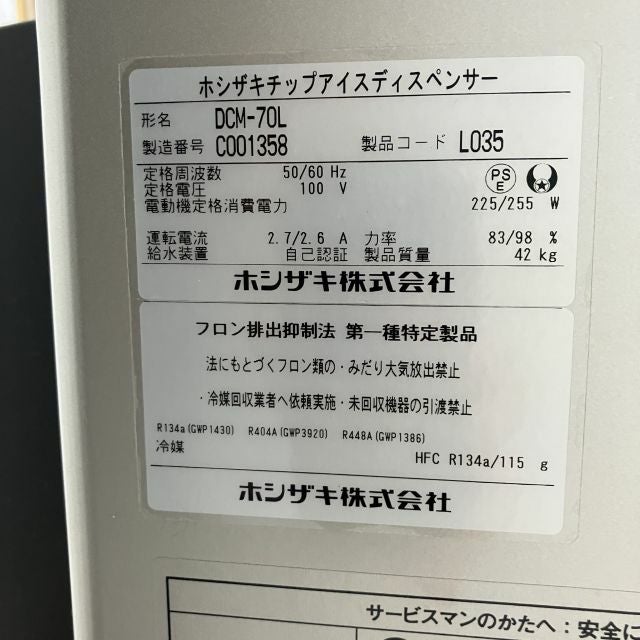 ホシザキチップアイスディスペンサー
形名 DCM-70L
製造番号 C001358 製品コード L035
定格周波数 50/60 Hz
定格電圧 100 V
PS E
電動機定格消費電力 225/255 W
運転電流 2.7/2.6 A 力率 83/98 %
給水装置 自己認証 製品質量 42 kg
ホシザキ株式会社
フロン排出抑制法 第一種特定製品
法にもとづくフロン類の・みだり大気放出禁止
・冷媒回収業者へ依頼実施・未回収機器の引渡禁止
R134a(GWP1430) R404A(GWP3920) R448A(GWP1386)
冷媒 HFC R134a/115 g
ホシザキ株式会社
サービスマンのかたへ:安全に